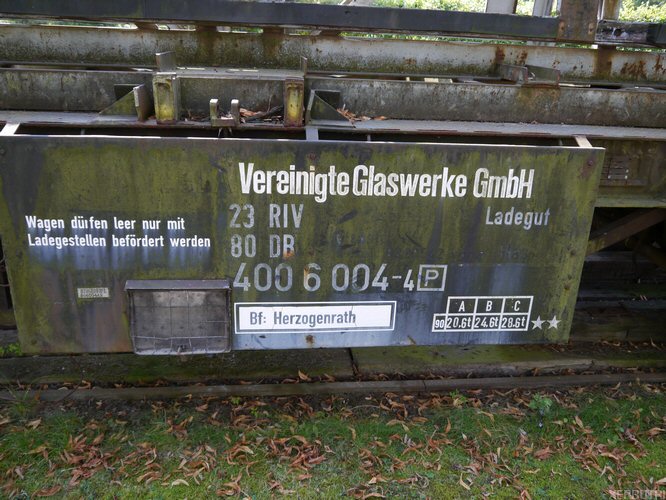 Vereinigte Glaswerke GmbH
Wagen dürfen leer nur mit
Ladegestellen befördert werden
23 RIV
Ladegut
80 DB
400 6 004-4 P
Bf: Herzogenrath
A B C
90 20.6t 24.6t 28.6t
★★